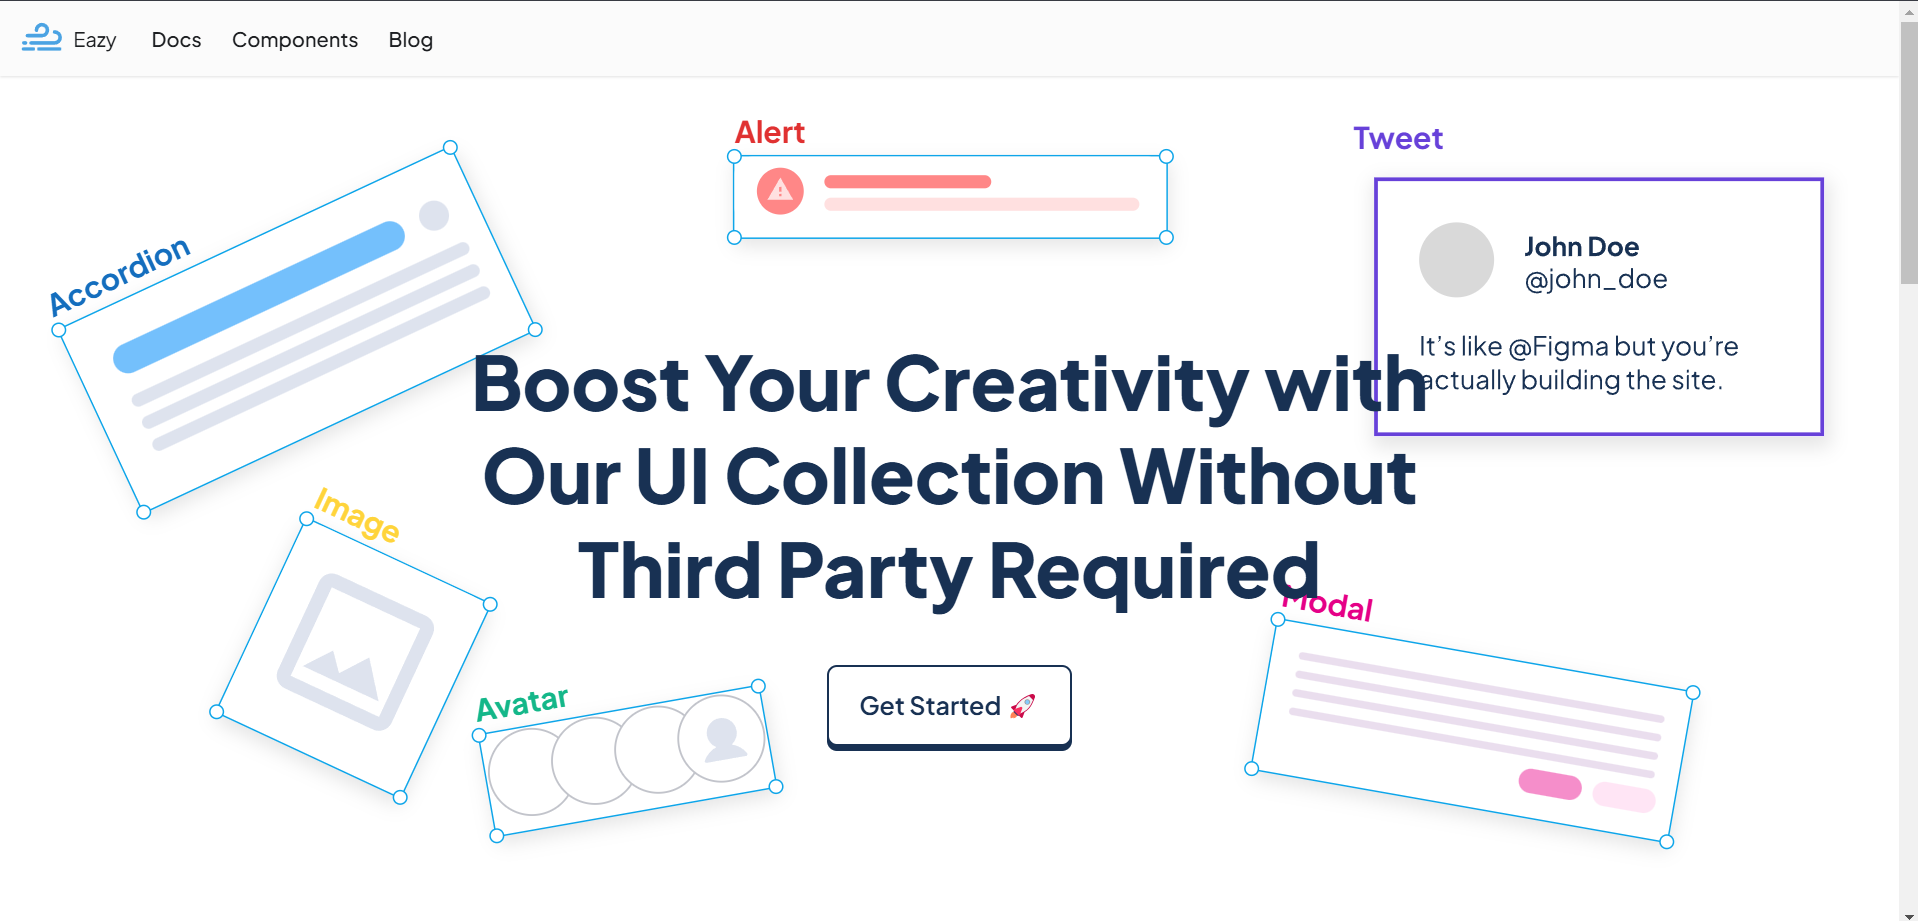 Eazy Docs Components Blog
Alert
Tweet
Accordion
John Doe
@john_doe
It’s like @Figma but you’re
actually building the site.
Boost Your Creativity with
Our UI Collection Without
Third Party Required
Image
Modal
Avatar
Get Started 🚀